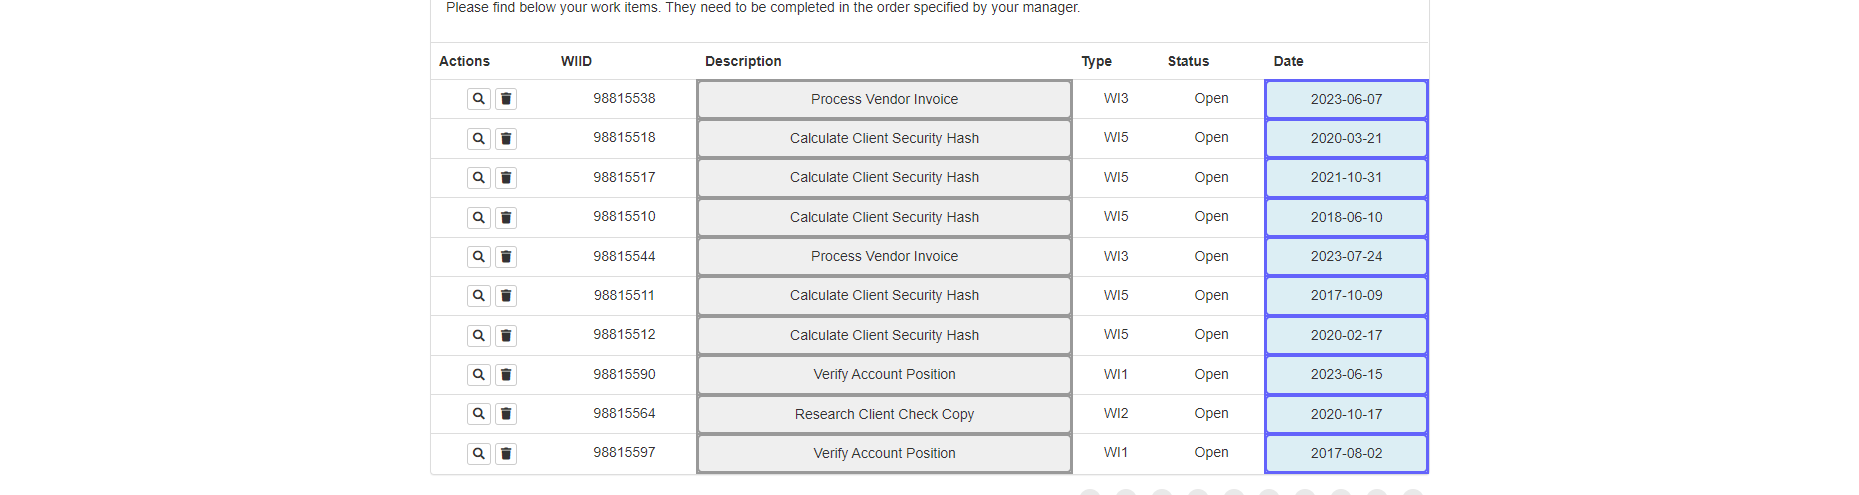 Please find below your work items. They need to be completed in the order specified by your manager.
Actions WIID Description Type Status Date
98815538 Process Vendor Invoice WI3 Open 2023-06-07
98815518 Calculate Client Security Hash WI5 Open 2020-03-21
98815517 Calculate Client Security Hash WI5 Open 2021-10-31
98815510 Calculate Client Security Hash WI5 Open 2018-06-10
98815544 Process Vendor Invoice WI3 Open 2023-07-24
98815511 Calculate Client Security Hash WI5 Open 2017-10-09
98815512 Calculate Client Security Hash WI5 Open 2020-02-17
98815590 Verify Account Position WI1 Open 2023-06-15
98815564 Research Client Check Copy WI2 Open 2020-10-17
98815597 Verify Account Position WI1 Open 2017-08-02